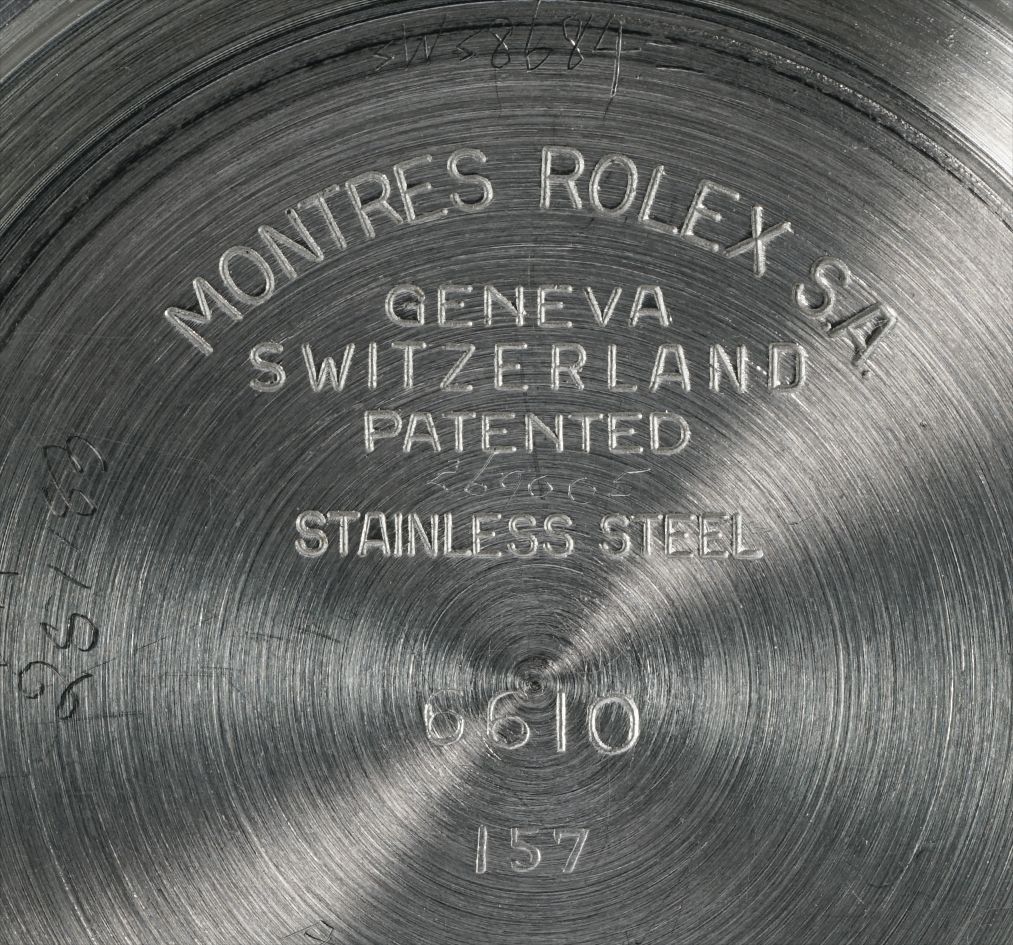 MONTRES ROLEX S.A.
GENEVA
SWITZERLAND
PATENTED
STAINLESS STEEL
6610
157